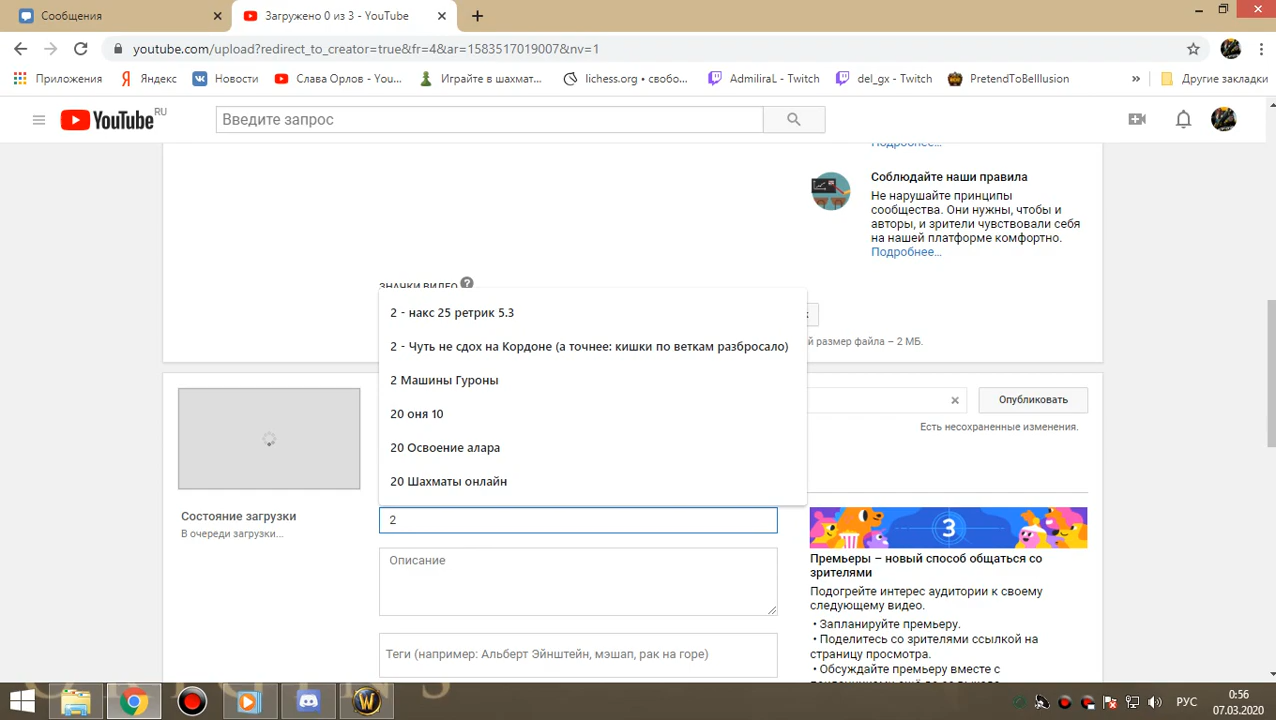 Сообщения
Загружено 0 из 3 - YouTube
youtube.com/upload?redirect_to_creator=true&fr=4&ar=1583517019007&nv=1
Приложения
Яндекс
Новости
Слава Орлов - You...
Играйте в шахмат...
lichess.org • свобо...
AdmiriaL - Twitch
del_gx - Twitch
PretendToBeIllusion
»
Другие закладки
YouTube RU
Введите запрос
Подробнее...
Соблюдайте наши правила
Не нарушайте принципы
сообщества. Они нужны, чтобы и
авторы, и зрители чувствовали себя
на нашей платформе комфортно.
Подробнее...
ЗНАЧКИ ВИДЕО ?
2 - накс 25 ретрик 5.3
2 - Чуть не сдох на Кордоне (а точнее: кишки по веткам разбросало)
2 Машины Гуроны
20 оня 10
20 Освоение алара
20 Шахматы онлайн
й размер файла – 2 МБ.
Опубликовать
Есть несохраненные изменения.
Состояние загрузки
В очереди загрузки...
2
Описание
Теги (например: Альберт Эйнштейн, мэшап, рак на горе)
3
Премьеры – новый способ общаться со
зрителями
Подогрейте интерес аудитории к своему
следующему видео.
• Запланируйте премьеру.
• Поделитесь со зрителями ссылкой на
страницу просмотра.
• Обсуждайте премьеру вместе с
РУС
0:56
07.03.2020